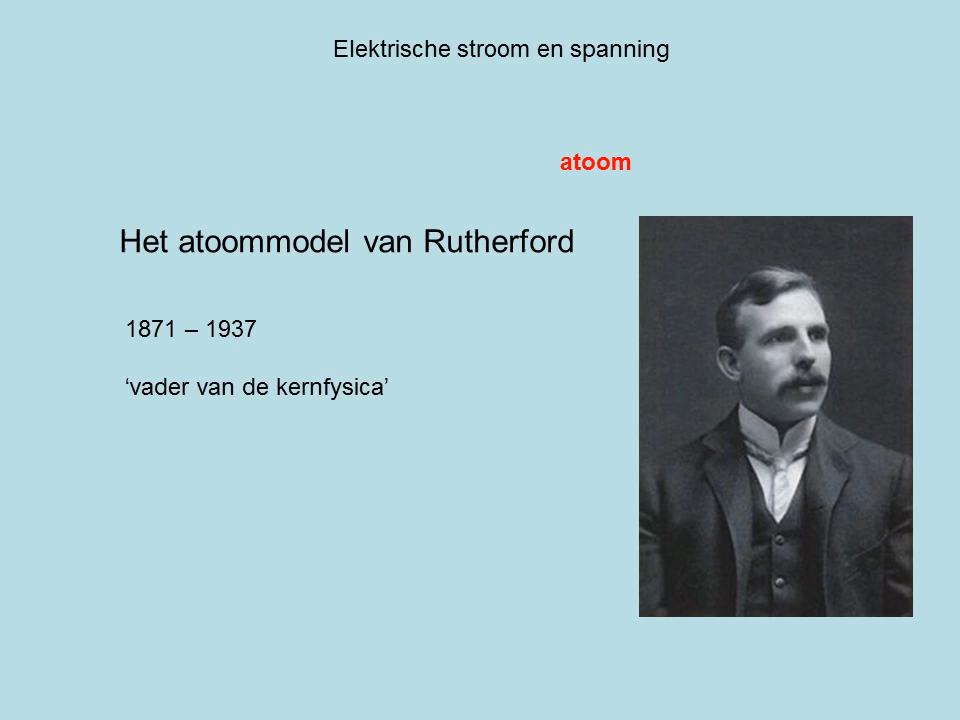 Elektrische stroom en spanning
atoom
Het atoommodel van Rutherford
1871 – 1937
‘vader van de kernfysica’